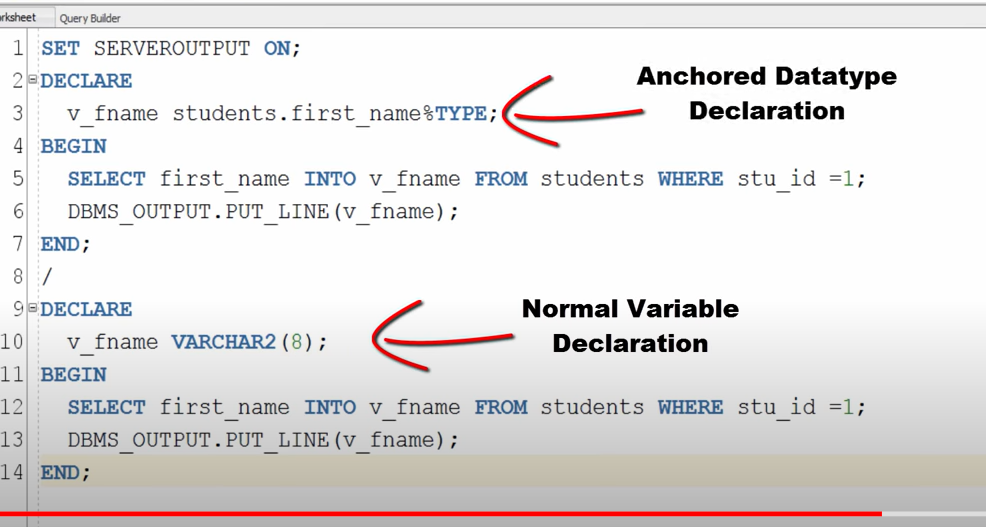 Query Builder
1 SET SERVEROUTPUT ON;
2 DECLARE
Anchored Datatype
Declaration
3 v_fname students.first_name%TYPE;
4 BEGIN
5 SELECT first_name INTO v_fname FROM students WHERE stu_id =1;
6 DBMS_OUTPUT.PUT_LINE(v_fname);
7 END;
8 /
9 DECLARE
Normal Variable
Declaration
10 v_fname VARCHAR2(8);
11 BEGIN
12 SELECT first_name INTO v_fname FROM students WHERE stu_id =1;
13 DBMS_OUTPUT.PUT_LINE(v_fname);
14 END;